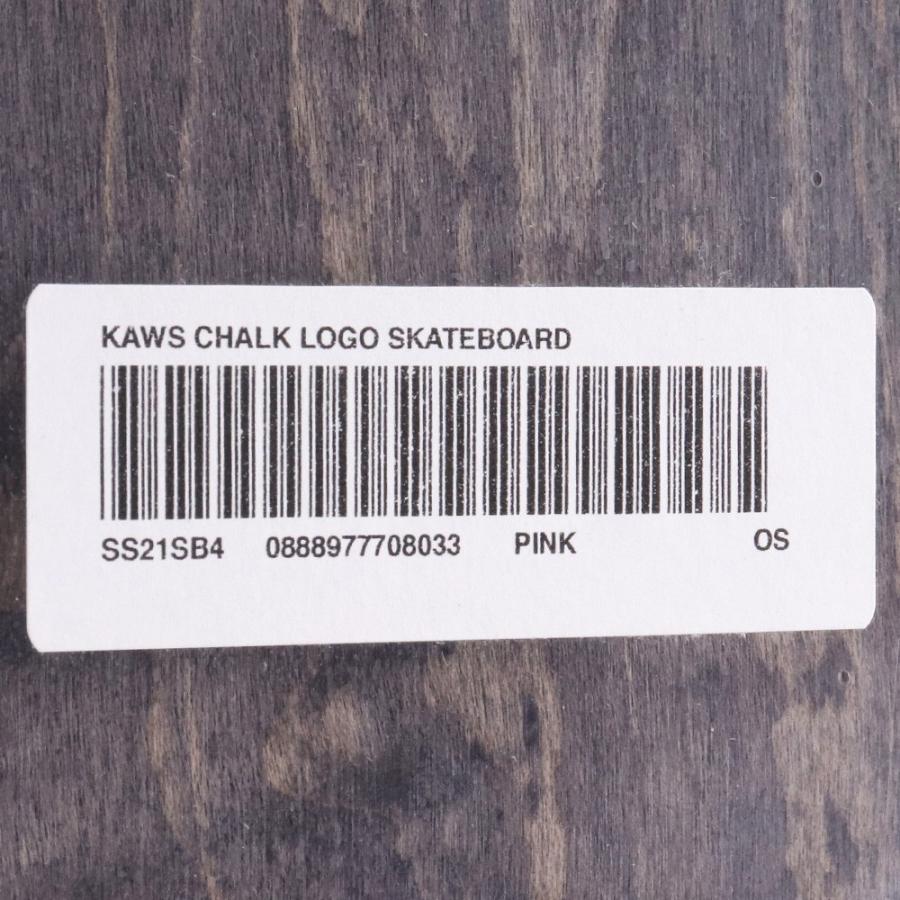 KAWS CHALK LOGO SKATEBOARD
SS21SB4 0888977708033 PINK OS